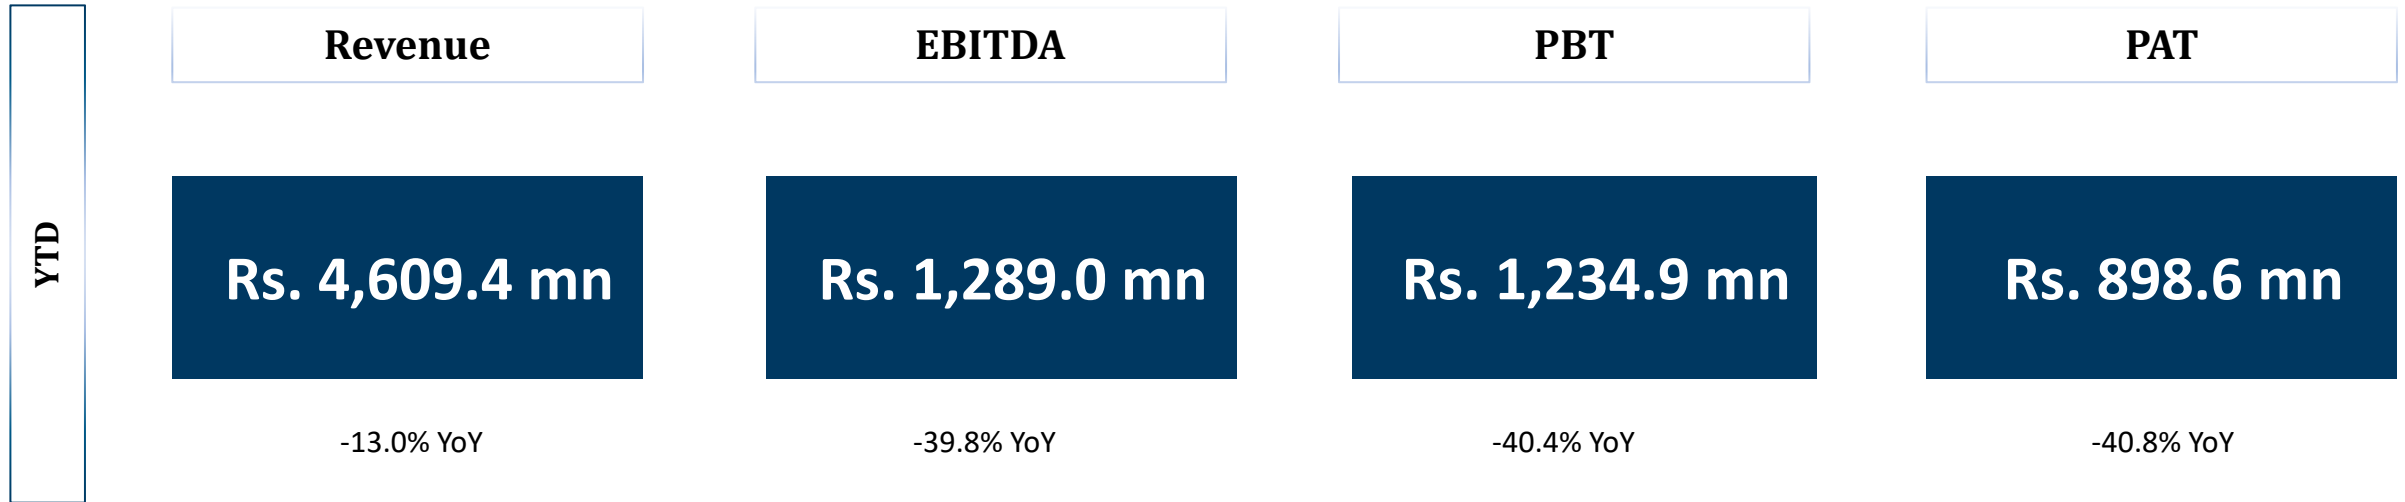 YTD
Revenue
EBITDA
PBT
PAT
Rs. 4,609.4 mn
Rs. 1,289.0 mn
Rs. 1,234.9 mn
Rs. 898.6 mn
-13.0% YoY
-39.8% YoY
-40.4% YoY
-40.8% YoY